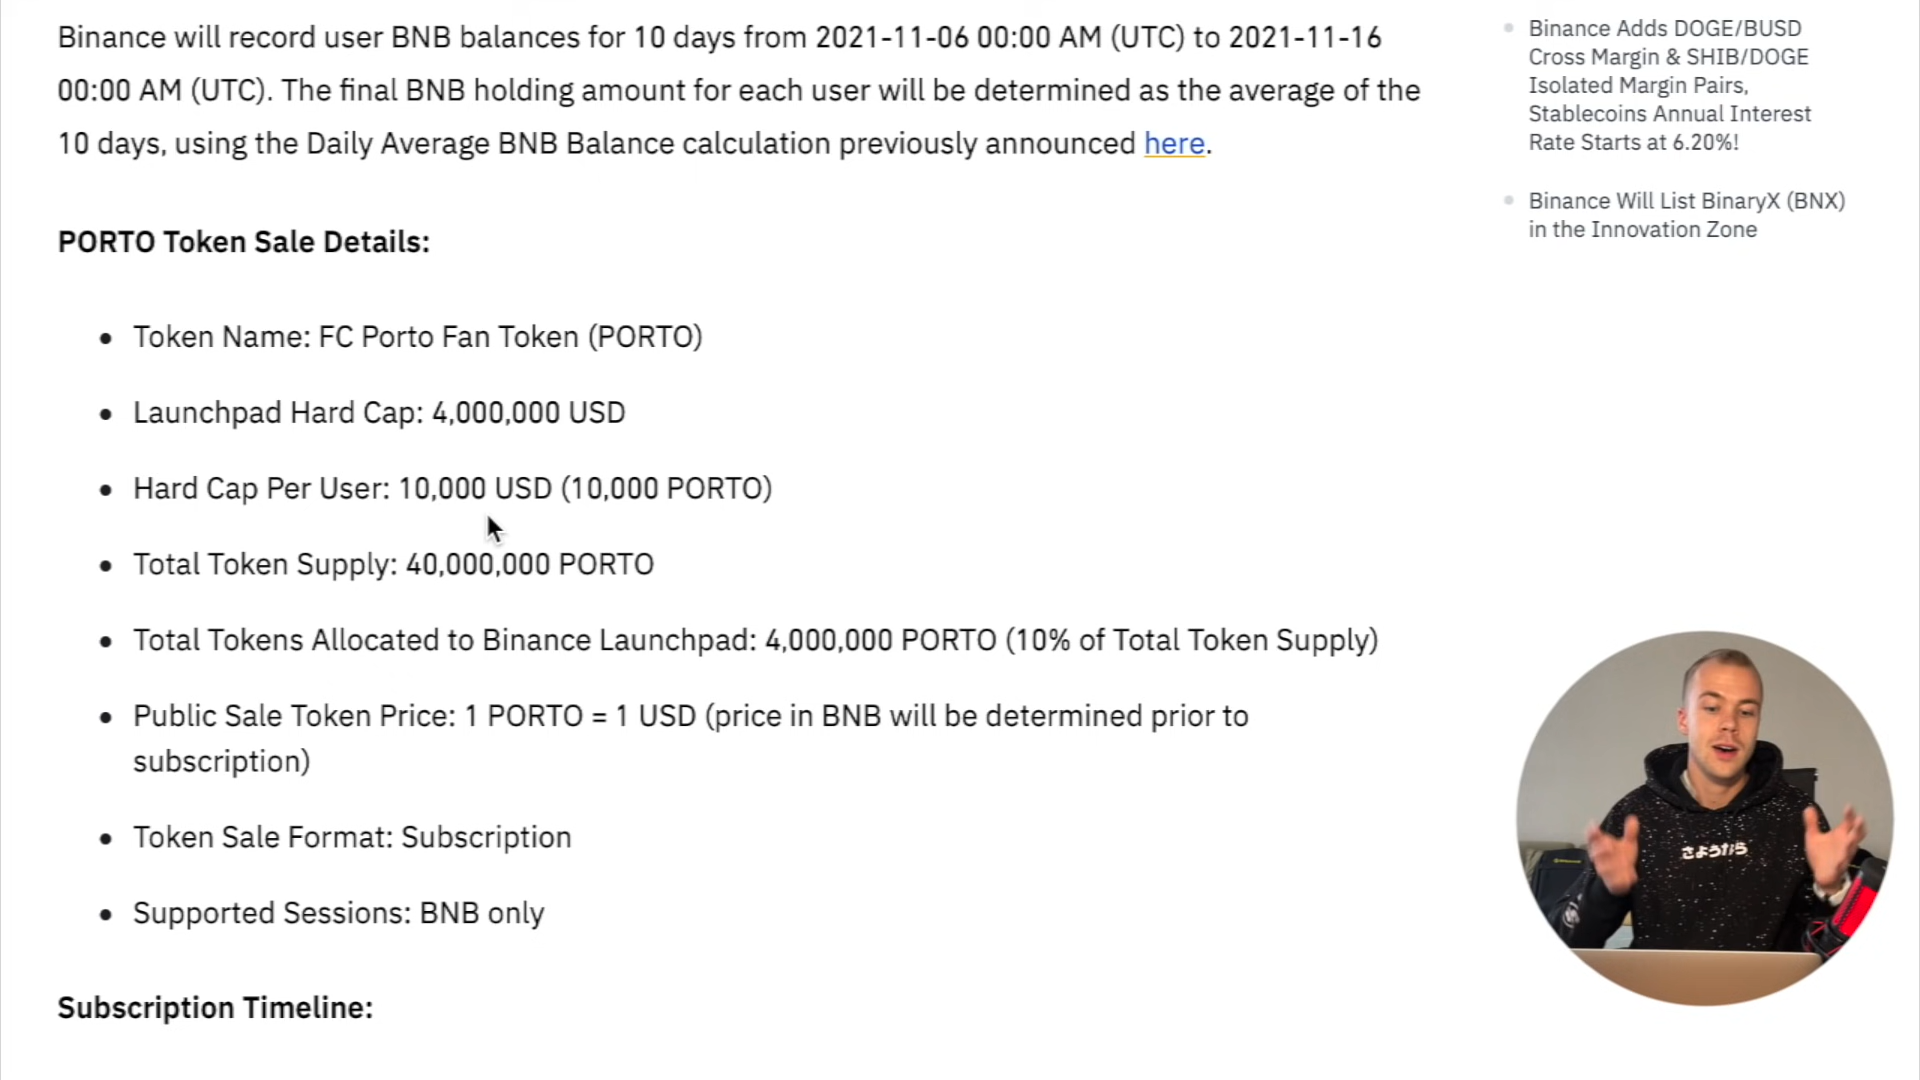 Binance will record user BNB balances for 10 days from 2021-11-06 00:00 AM (UTC) to 2021-11-16
00:00 AM (UTC). The final BNB holding amount for each user will be determined as the average of the
10 days, using the Daily Average BNB Balance calculation previously announced here.
PORTO Token Sale Details:
Token Name: FC Porto Fan Token (PORTO)
Launchpad Hard Cap: 4,000,000 USD
Hard Cap Per User: 10,000 USD (10,000 PORTO)
Total Token Supply: 40,000,000 PORTO
Total Tokens Allocated to Binance Launchpad: 4,000,000 PORTO (10% of Total Token Supply)
Public Sale Token Price: 1 PORTO = 1 USD (price in BNB will be determined prior to
subscription)
Token Sale Format: Subscription
Supported Sessions: BNB only
Subscription Timeline:
Binance Adds DOGE/BUSD
Cross Margin & SHIB/DOGE
Isolated Margin Pairs,
Stablecoins Annual Interest
Rate Starts at 6.20%!
Binance Will List BinaryX (BNX)
in the Innovation Zone
さようなら